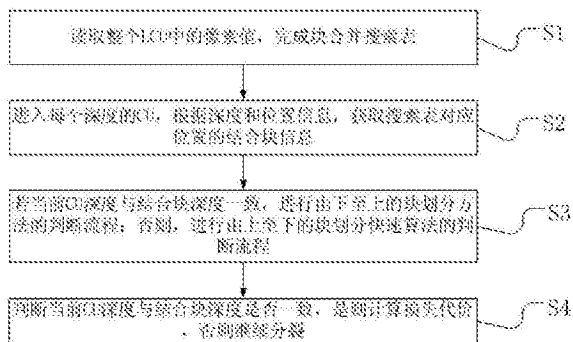 读取整个LCU中的像素值，完成块合并搜索表
S1
进入每个深度的CU，根据深度和位置信息，获取搜索表对应
位置的结合块信息
S2
若当前CU深度与结合块深度一致，进行由下至上的块划分方
法的判断流程；否则，进行由上至下的块划分快速算法的判
断流程
S3
判断当前CU深度与结合块深度是否一致，是则计算损失代价
，否则继续分裂
S4